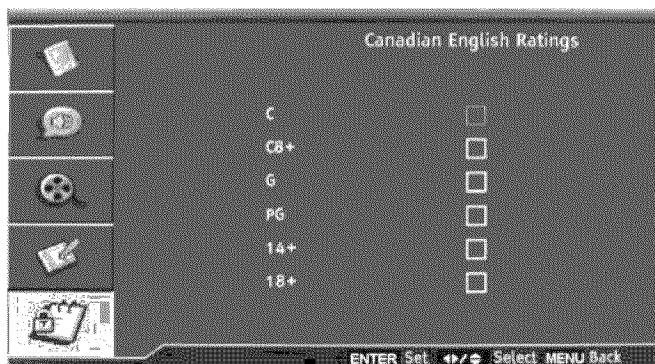 Canadian English Ratings
C
C8+
G
PG
14+
18+
ENTER Set Select MENU Back